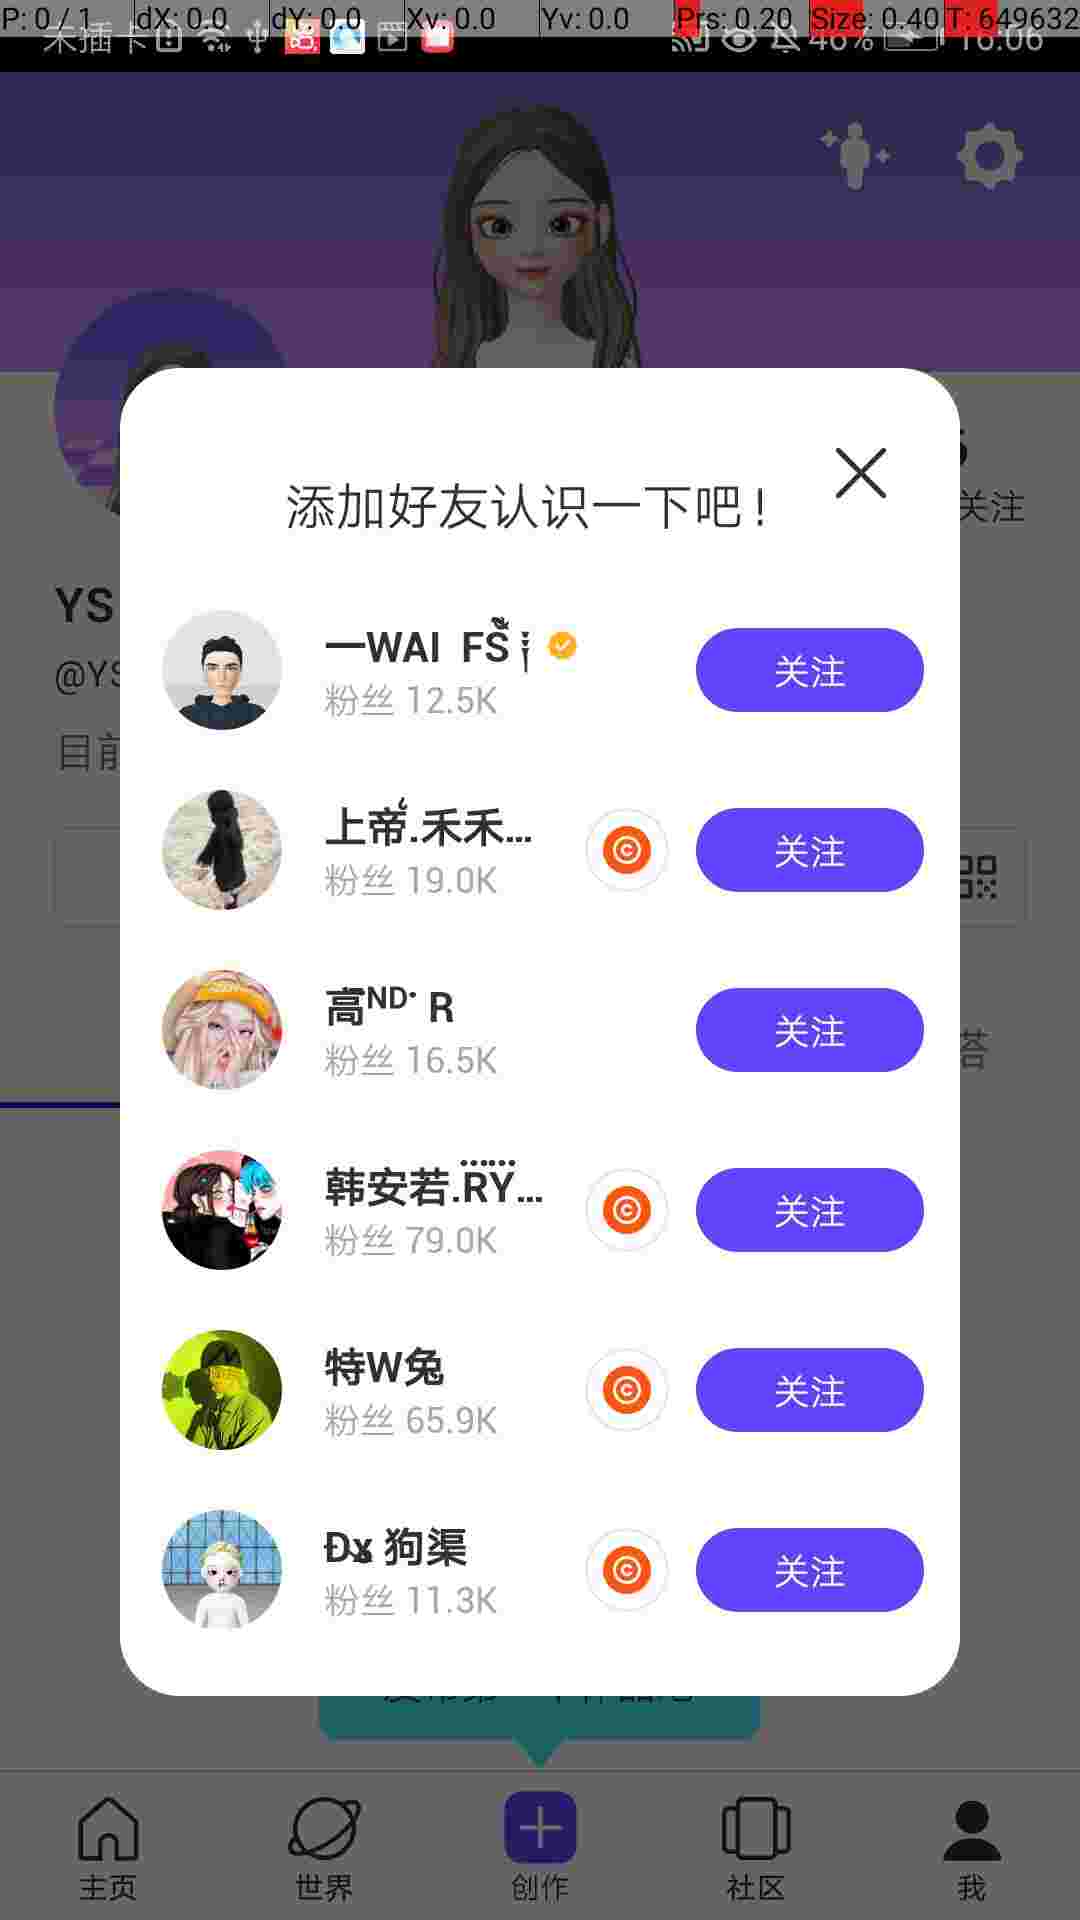 P: 0 / 1 dX: 0.0 dY: 0.0 Xv: 0.0 Yv: 0.0 Prs: 0.20 Size: 0.40 T: 649632
未插卡 46% 16:06
关注
添加好友认识一下吧!
YS
@YS
目前
一WAI FS
粉丝 12.5K
关注
上帝.禾禾...
粉丝 19.0K
关注
高ᴺᴰ· R
粉丝 16.5K
关注
答
韩安若.RY...
粉丝 79.0K
关注
特W兔
粉丝 65.9K
关注
Dx 狗渠
粉丝 11.3K
关注
主页 世界 创作 社区 我